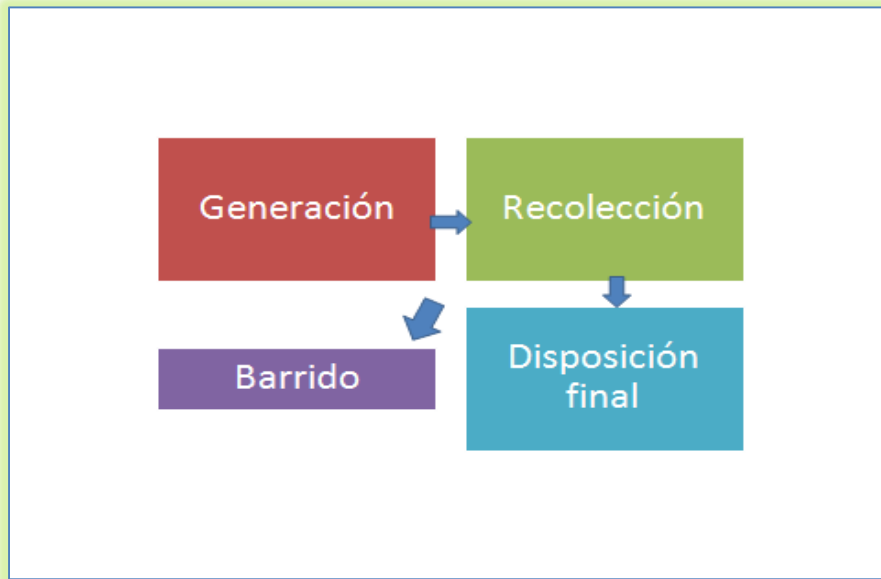 Generación
Recolección
Barrido
Disposición
final